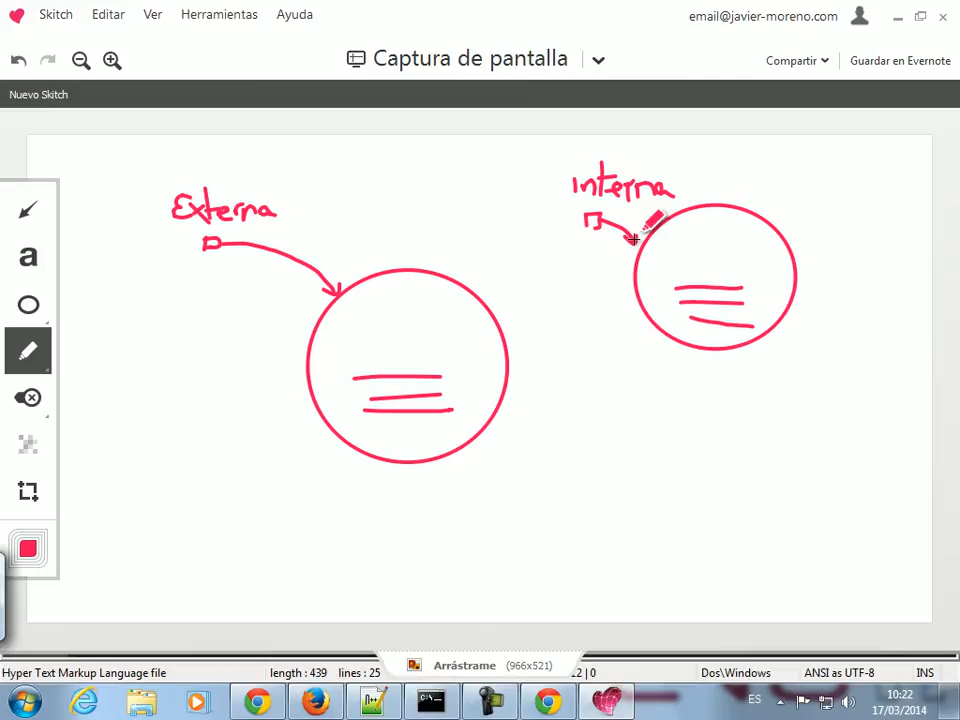 Skitch Editar Ver Herramientas Ayuda
email@javier-moreno.com
Captura de pantalla
Compartir
Guardar en Evernote
Nuevo Skitch
Interna
Externa
a
Arrástrame (966x521)
Hyper Text Markup Language file
length : 439 lines : 25
2 | 0
Dos\Windows
ANSI as UTF-8
INS
ES
10:22
17/03/2014